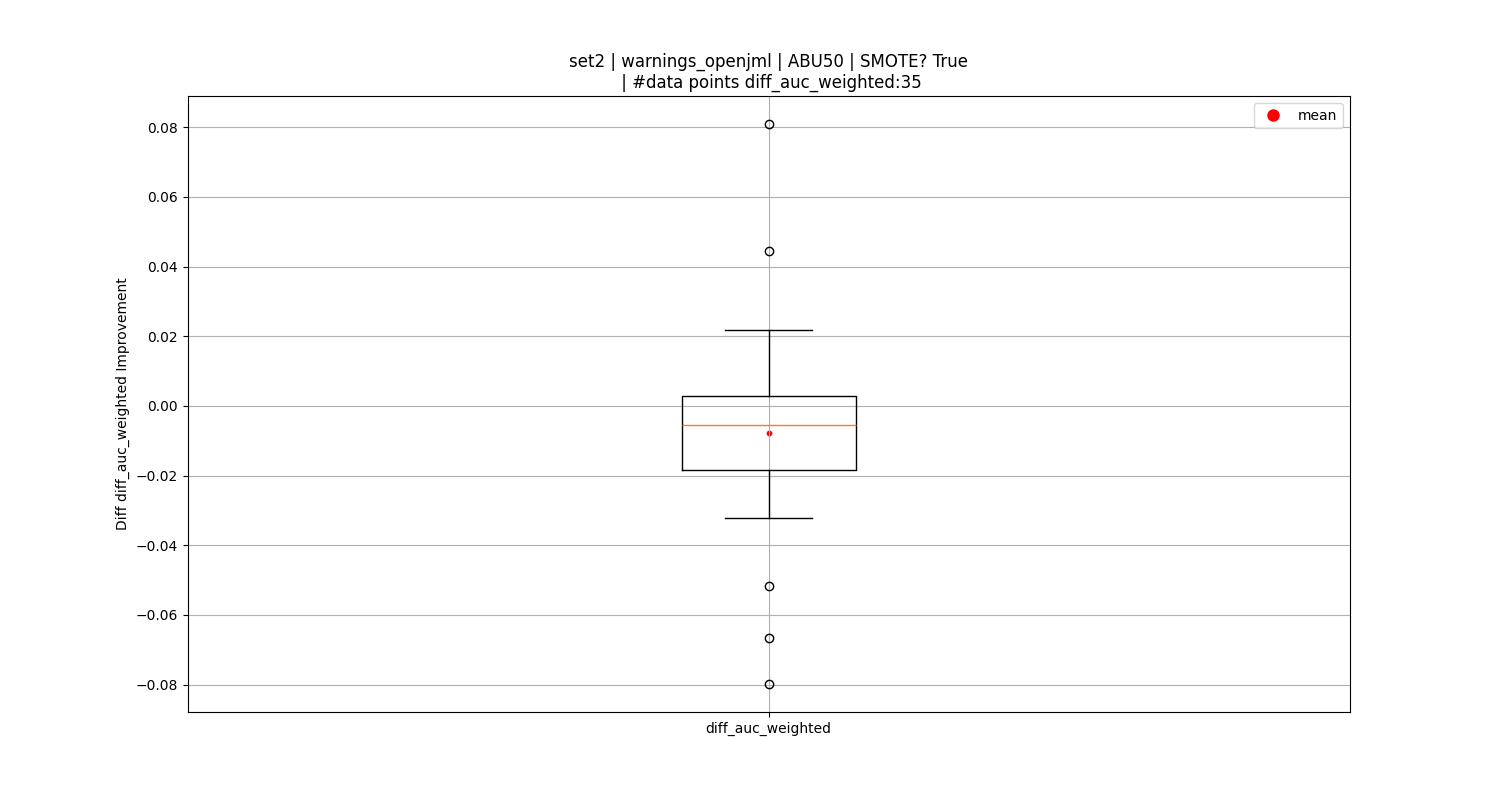 set2 | warnings_openjml | ABU50 | SMOTE? True
| #data points diff_auc_weighted:35
mean
0.08
0.06
0.04
0.02
0.00
−0.02
−0.04
−0.06
−0.08
Diff diff_auc_weighted Improvement
diff_auc_weighted